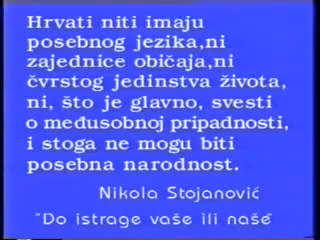 Hrvati niti imaju
posebnog jezika,ni
zajednice običaja,ni
čvrstog jedinstva života,
ni, što je glavno, svesti
o međusobnoj pripadnosti,
i stoga ne mogu biti
posebna narodnost.
Nikola Stojanović
"Do istrage vaše ili naše"